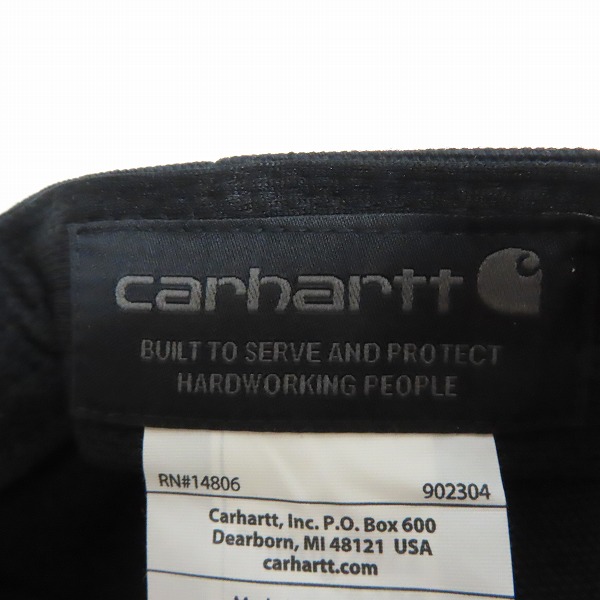 carhartt
BUILT TO SERVE AND PROTECT
HARDWORKING PEOPLE
RN#14806 902304
Carhartt, Inc. P.O. Box 600
Dearborn, MI 48121 USA
carhartt.com